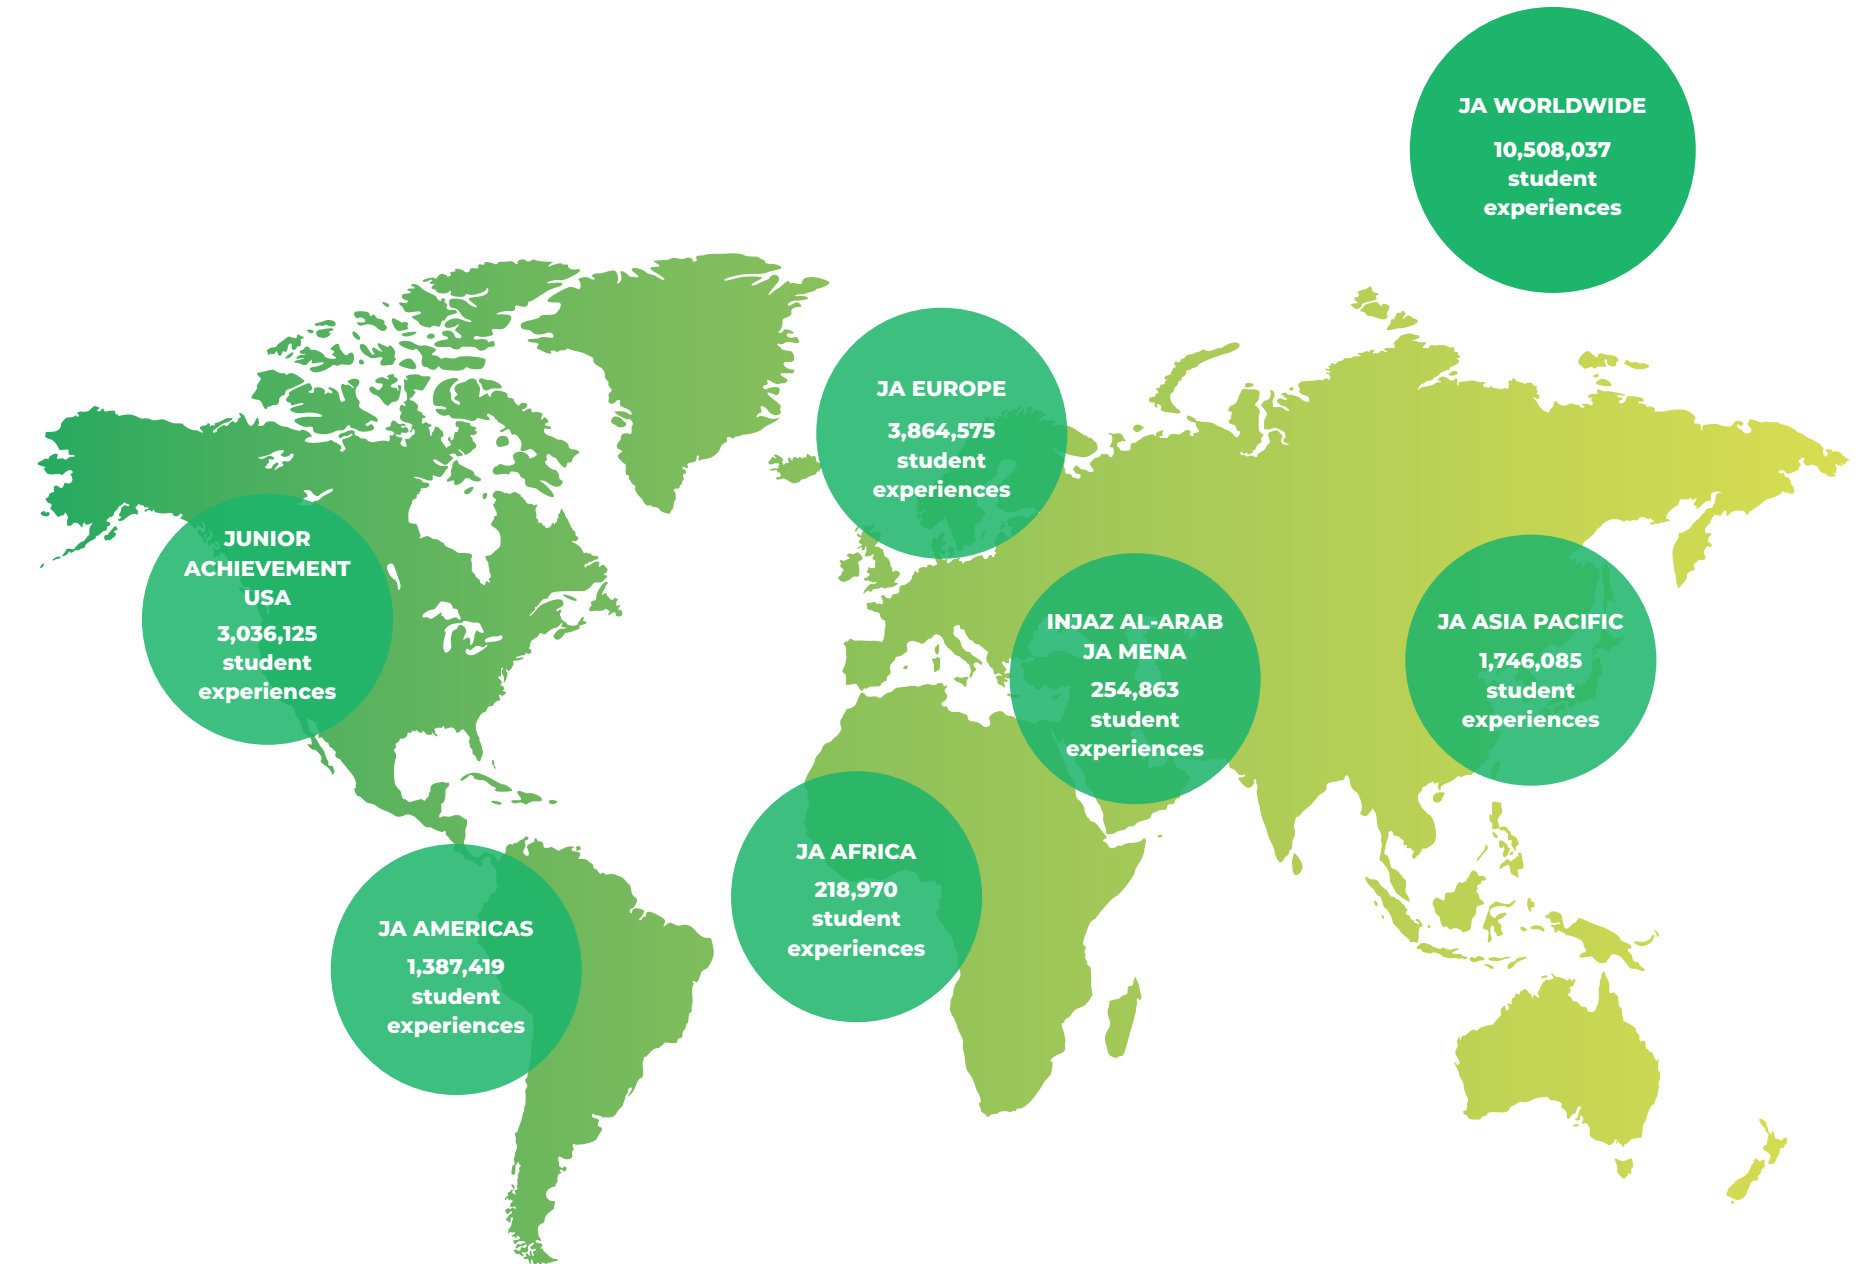 JA WORLDWIDE
10,508,037
student
experiences
JA EUROPE
3,864,575
student
experiences
JUNIOR
ACHIEVEMENT
USA
3,036,125
student
experiences
INJAZ AL-ARAB
JA MENA
254,863
student
experiences
JA ASIA PACIFIC
1,746,085
student
experiences
JA AFRICA
218,970
student
experiences
JA AMERICAS
1,387,419
student
experiences